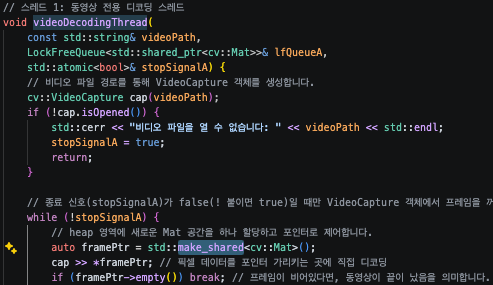 // 스레드 1: 동영상 전용 디코딩 스레드
void videoDecodingThread(
const std::string& videoPath,
LockFreeQueue<std::shared_ptr<cv::Mat>>& lfQueueA,
std::atomic<bool>& stopSignalA) {
// 비디오 파일 경로를 통해 VideoCapture 객체를 생성합니다.
cv::VideoCapture cap(videoPath);
if (!cap.isOpened()) {
std::cerr << "비디오 파일을 열 수 없습니다: " << videoPath << std::endl;
stopSignalA = true;
return;
}
// 종료 신호(stopSignalA)가 false(! 붙이면 true)일 때만 VideoCapture 객체에서 프레임을
while (!stopSignalA) {
// heap 영역에 새로운 Mat 공간을 하나 할당하고 포인터로 제어합니다.
auto framePtr = std::make_shared<cv::Mat>();
cap >> *framePtr; // 픽셀 데이터를 포인터 가리키는 곳에 직접 디코딩
if (framePtr->empty()) break; // 프레임이 비어있다면, 동영상이 끝이 났음을 의미합니다.